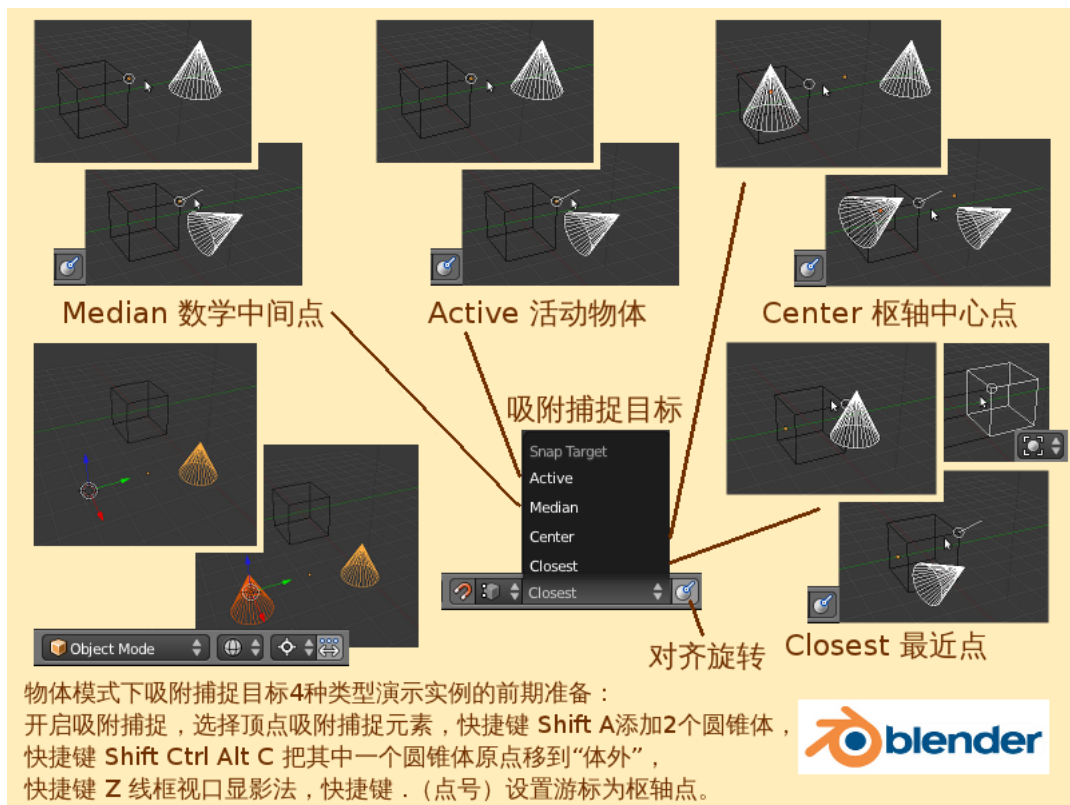 Median 数学中间点
Active 活动物体
Center 枢轴中心点
吸附捕捉目标
Snap Target
Active
Median
Center
Closest
Closest
Object Mode
对齐旋转
Closest 最近点
物体模式下吸附捕捉目标4种类型演示实例的前期准备：
开启吸附捕捉，选择顶点吸附捕捉元素，快捷键 Shift A添加2个圆锥体，
快捷键 Shift Ctrl Alt C 把其中一个圆锥体原点移到“体外”，
快捷键 Z 线框视口显影法，快捷键 .（点号）设置游标为枢轴点。
blender